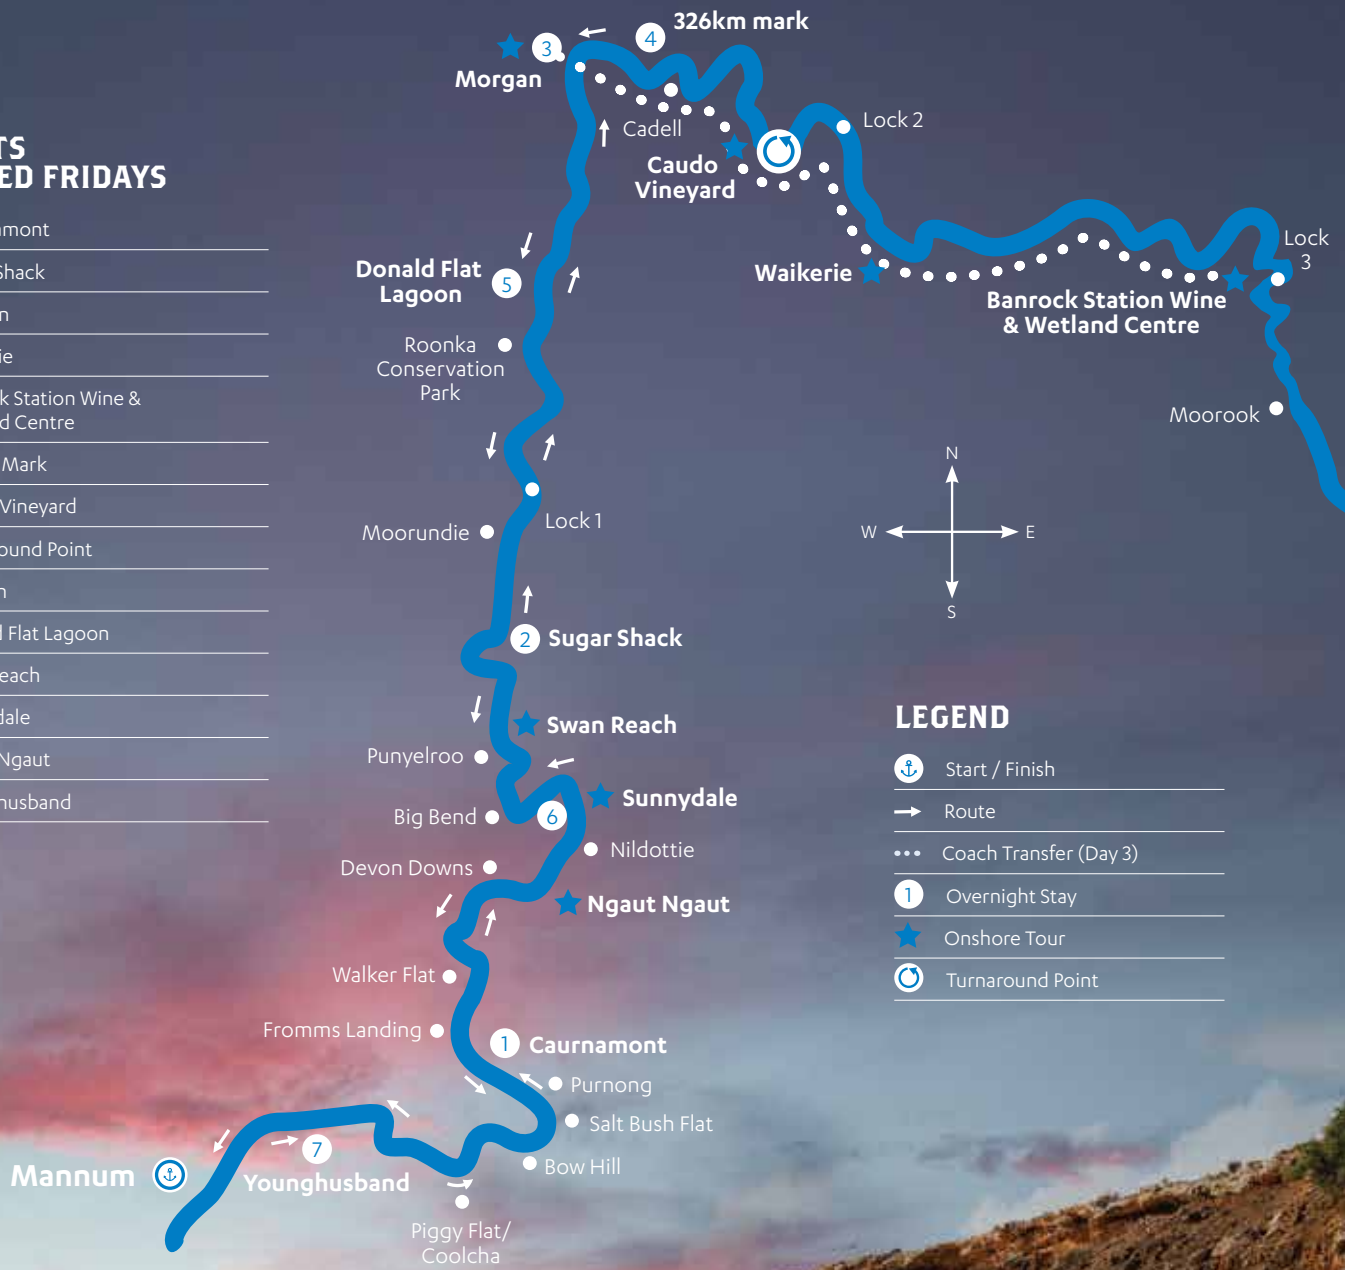 TS
ED FRIDAYS
amont
Shack
n
ie
k Station Wine &
d Centre
Mark
Vineyard
ound Point
n
d Flat Lagoon
each
dale
Ngaut
husband
326km mark
4
3
Morgan
Cadell
Lock 2
Caudo
Vineyard
Lock
3
Donald Flat
Lagoon
5
Waikerie
Banrock Station Wine
& Wetland Centre
Roonka
Conservation
Park
Moorook
N
W
E
S
Lock 1
Moorundie
2
Sugar Shack
Swan Reach
Punyelroo
Sunnydale
Big Bend
6
Nildottie
Devon Downs
Ngaut Ngaut
Walker Flat
Fromms Landing
1
Caurnamont
Purnong
Salt Bush Flat
7
Bow Hill
Mannum
Younghusband
Piggy Flat/
Coolcha
LEGEND
Start / Finish
Route
Coach Transfer (Day 3)
1
Overnight Stay
Onshore Tour
Turnaround Point